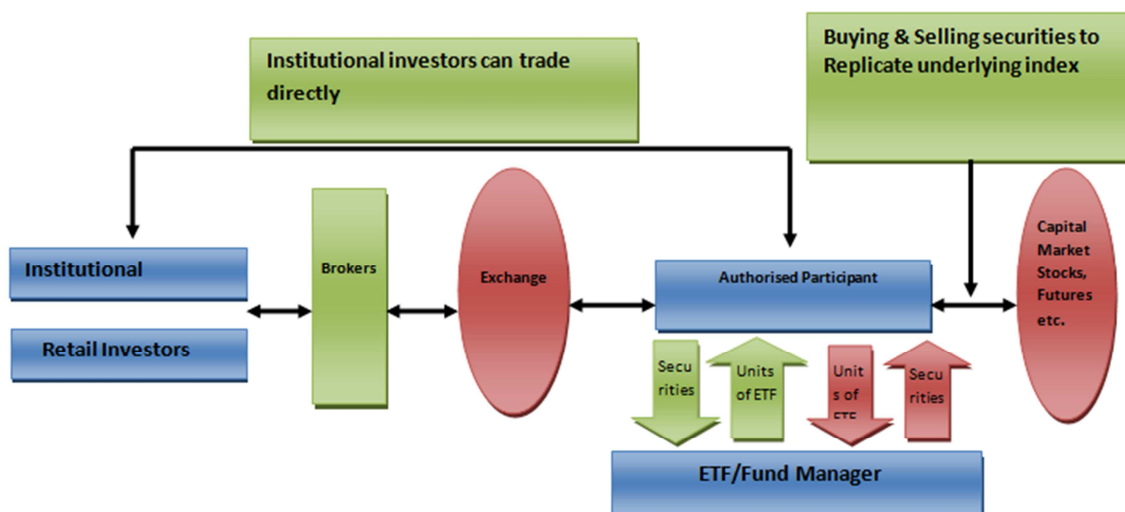 Institutional investors can trade
directly
Buying & Selling securities to
Replicate underlying index
Institutional
Retail Investors
Brokers
Exchange
Authorised Participant
Capital
Market
Stocks,
Futures
etc.
Secu
rities
Units
of ETF
Unit
s of
ETF
Secu
rities
ETF/Fund Manager